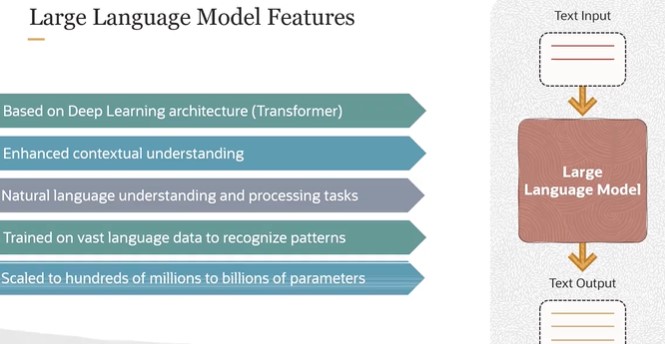 Large Language Model Features
Based on Deep Learning architecture (Transformer)
Enhanced contextual understanding
Natural language understanding and processing tasks
Trained on vast language data to recognize patterns
Scaled to hundreds of millions to billions of parameters
Text Input
Large
Language Model
Text Output